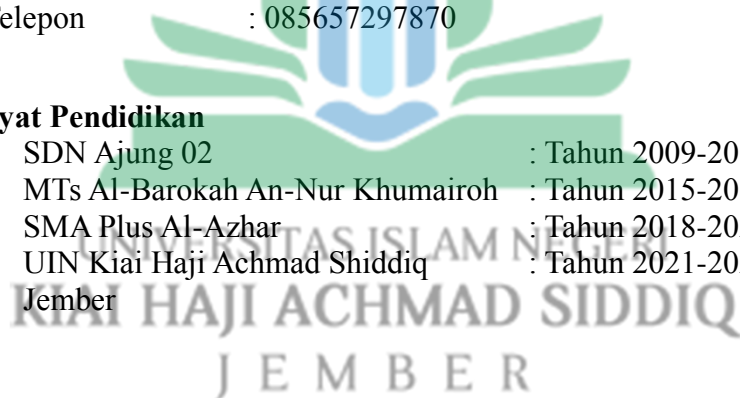 elepon : 085657297870
yat Pendidikan
SDN Ajung 02 : Tahun 2009-20
MTs Al-Barokah An-Nur Khumairoh : Tahun 2015-20
SMA Plus Al-Azhar : Tahun 2018-20
UNIVERSITAS ISLAM NEGERI
UIN Kiai Haji Achmad Shiddiq : Tahun 2021-20
Jember
KIAI HAJI ACHMAD SIDDIQ
JEMBER